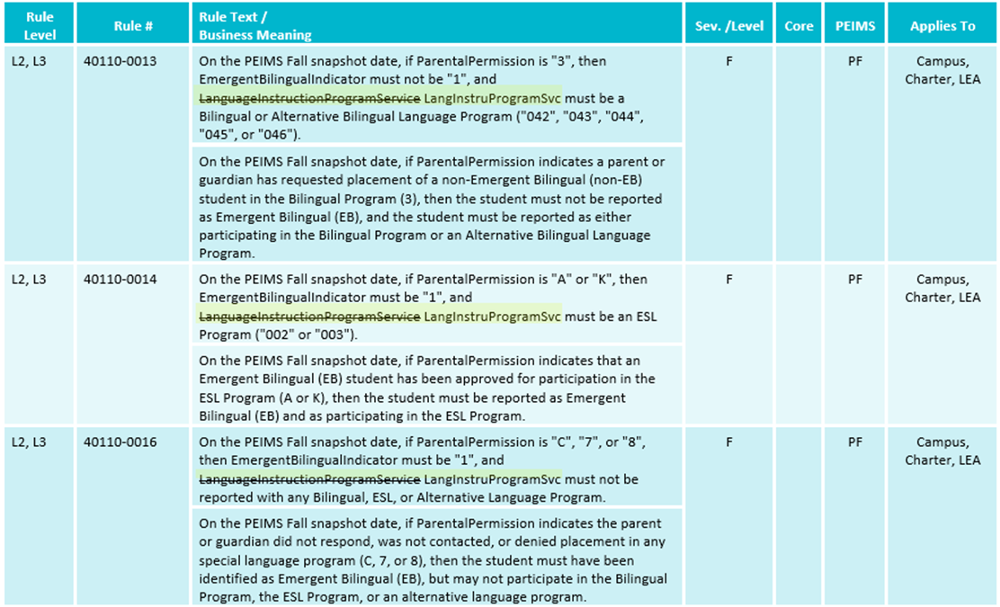 Rule Level
Rule #
Rule Text /
Business Meaning
Sev. /Level
Core
PEIMS
Applies To
L2, L3
40110-0013
On the PEIMS Fall snapshot date, if ParentalPermission is "3", then
EmergentBilingualIndicator must not be "1", and
LanguageInstructionProgramService LangInstruProgramSvc must be a
Bilingual or Alternative Bilingual Language Program ("042", "043", "044",
"045", or "046").
F
PF
Campus,
Charter, LEA
On the PEIMS Fall snapshot date, if ParentalPermission indicates a parent or
guardian has requested placement of a non-Emergent Bilingual (non-EB)
student in the Bilingual Program (3), then the student must not be reported
as Emergent Bilingual (EB), and the student must be reported as either
participating in the Bilingual Program or an Alternative Bilingual Language
Program.
L2, L3
40110-0014
On the PEIMS Fall snapshot date, if ParentalPermission is "A" or "K", then
EmergentBilingualIndicator must be "1", and
LanguageInstructionProgramService LangInstruProgramSvc must be an ESL
Program ("002" or "003").
F
PF
Campus,
Charter, LEA
On the PEIMS Fall snapshot date, if ParentalPermission indicates that an
Emergent Bilingual (EB) student has been approved for participation in the
ESL Program (A or K), then the student must be reported as Emergent
Bilingual (EB) and as participating in the ESL Program.
L2, L3
40110-0016
On the PEIMS Fall snapshot date, if ParentalPermission is "C", "7", or "8",
then EmergentBilingualIndicator must be "1", and
LanguageInstructionProgramService LangInstruProgramSvc must not be
reported with any Bilingual, ESL, or Alternative Language Program.
F
PF
Campus,
Charter, LEA
On the PEIMS Fall snapshot date, if ParentalPermission indicates the parent
or guardian did not respond, was not contacted, or denied placement in any
special language program (C, 7, or 8), then the student must have been
identified as Emergent Bilingual (EB), but may not participate in the Bilingual
Program, the ESL Program, or an alternative language program.